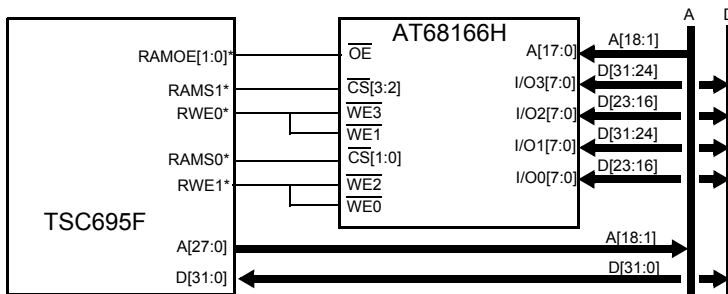 A D
AT68166H
RAMOE[1:0]* OE A[17:0] A[18:1]
RAMS1* CS[3:2] I/O3[7:0] D[31:24]
RWE0* WE3 I/O2[7:0] D[23:16]
WE1 I/O1[7:0] D[31:24]
RAMS0* CS[1:0] I/O0[7:0] D[23:16]
RWE1* WE2
WE0
TSC695F
A[27:0] A[18:1]
D[31:0] D[31:0]